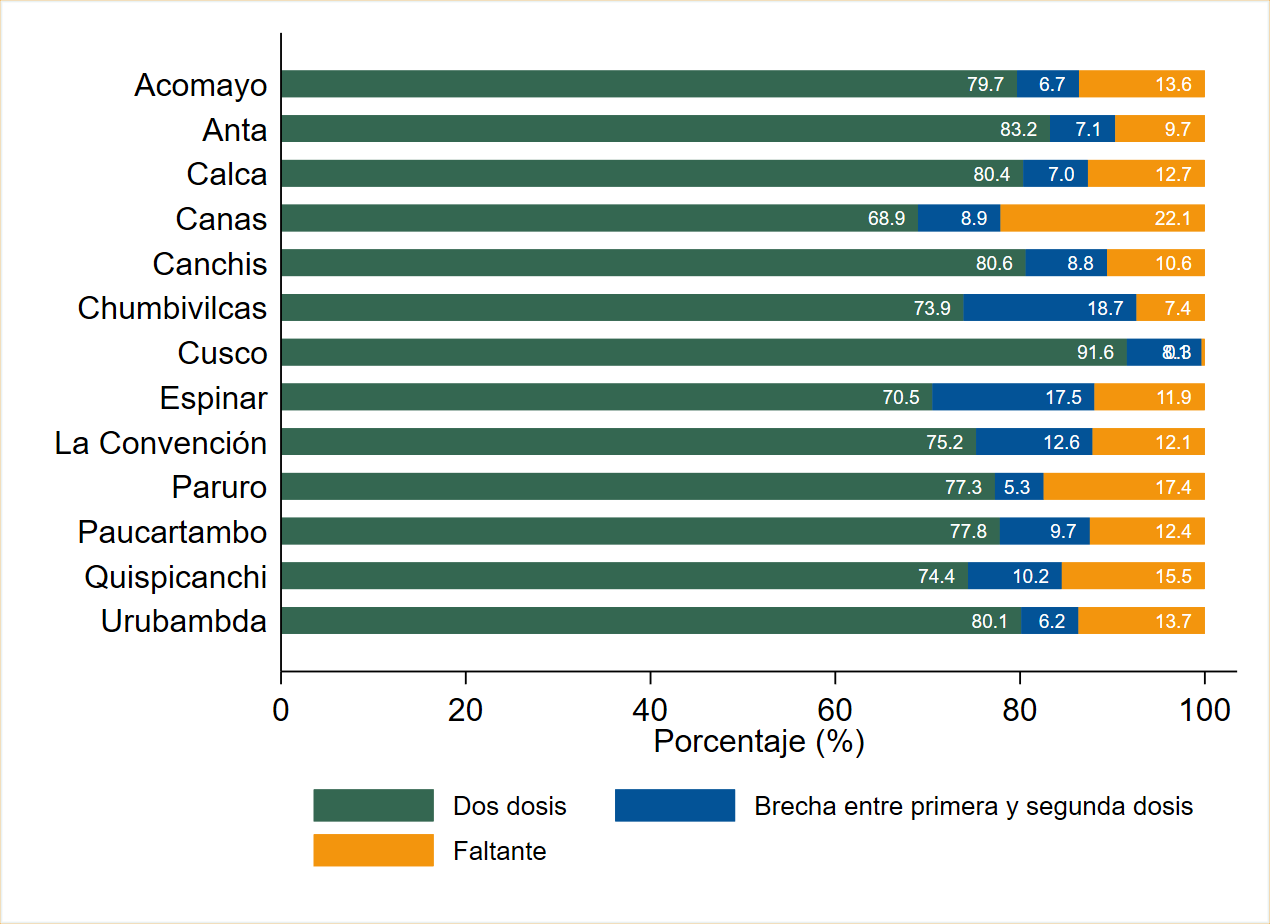 Acomayo 79.7 6.7 13.6
Anta 83.2 7.1 9.7
Calca 80.4 7.0 12.7
Canas 68.9 8.9 22.1
Canchis 80.6 8.8 10.6
Chumbivilcas 73.9 18.7 7.4
Cusco 91.6
Espinar 70.5 17.5 11.9
La Convención 75.2 12.6 12.1
Paruro 77.3 5.3 17.4
Paucartambo 77.8 9.7 12.4
Quispicanchi 74.4 10.2 15.5
Urubambda 80.1 6.2 13.7
0 20 40 60 80 100
Porcentaje (%)
Dos dosis Brecha entre primera y segunda dosis
Faltante